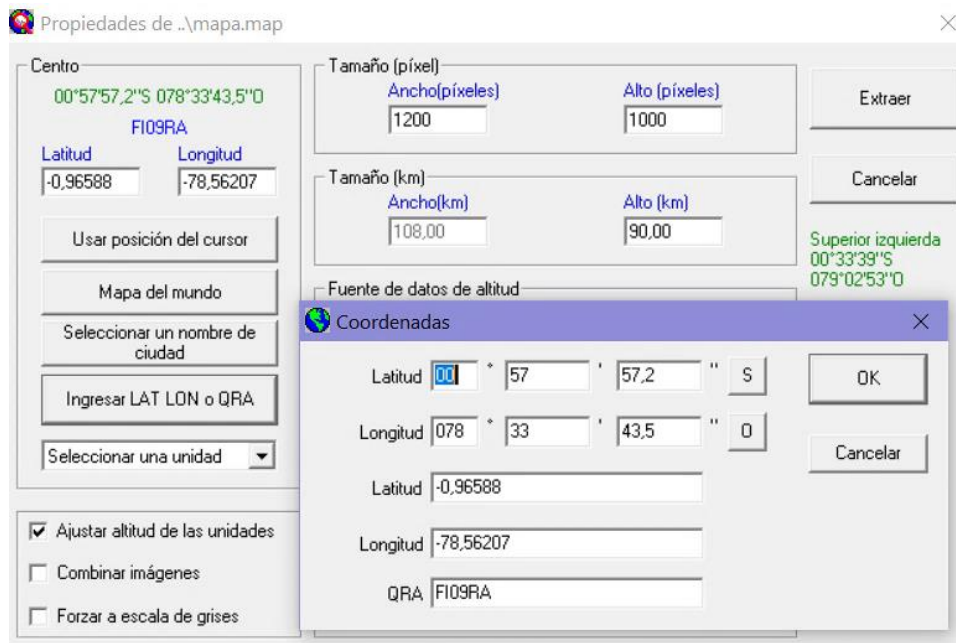 Propiedades de ..\mapa.map
Centro
00°57'57,2"S 078°33'43,5"O
FI09RA
Latitud Longitud
-0,96588 -78,56207
Usar posición del cursor
Mapa del mundo
Seleccionar un nombre de
ciudad
Ingresar LAT LON o QRA
Seleccionar una unidad
Ajustar altitud de las unidades
Combinar imágenes
Forzar a escala de grises
Tamaño (píxel)
Ancho(píxeles) Alto (píxeles)
1200 1000
Tamaño (km)
Ancho(km) Alto (km)
108,00 90,00
Fuente de datos de altitud
Extraer
Cancelar
Superior izquierda
00°33'39"S
079°02'53"O
Coordenadas
Latitud 00 ° 57 ' 57,2 " S
Longitud 078 ° 33 ' 43,5 " O
Latitud -0,96588
Longitud -78,56207
QRA FI09RA
OK
Cancelar